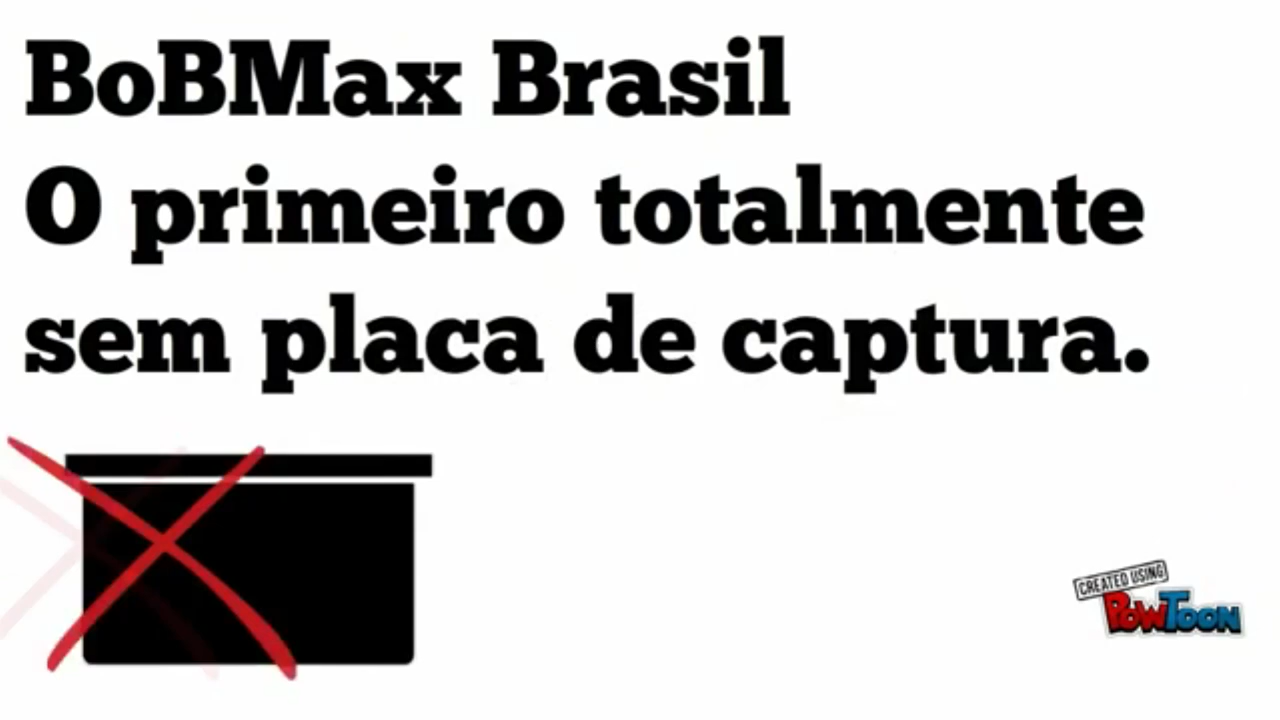 BoBMax Brasil
O primeiro totalmente
sem placa de captura.
CREATED USING
POWTOON